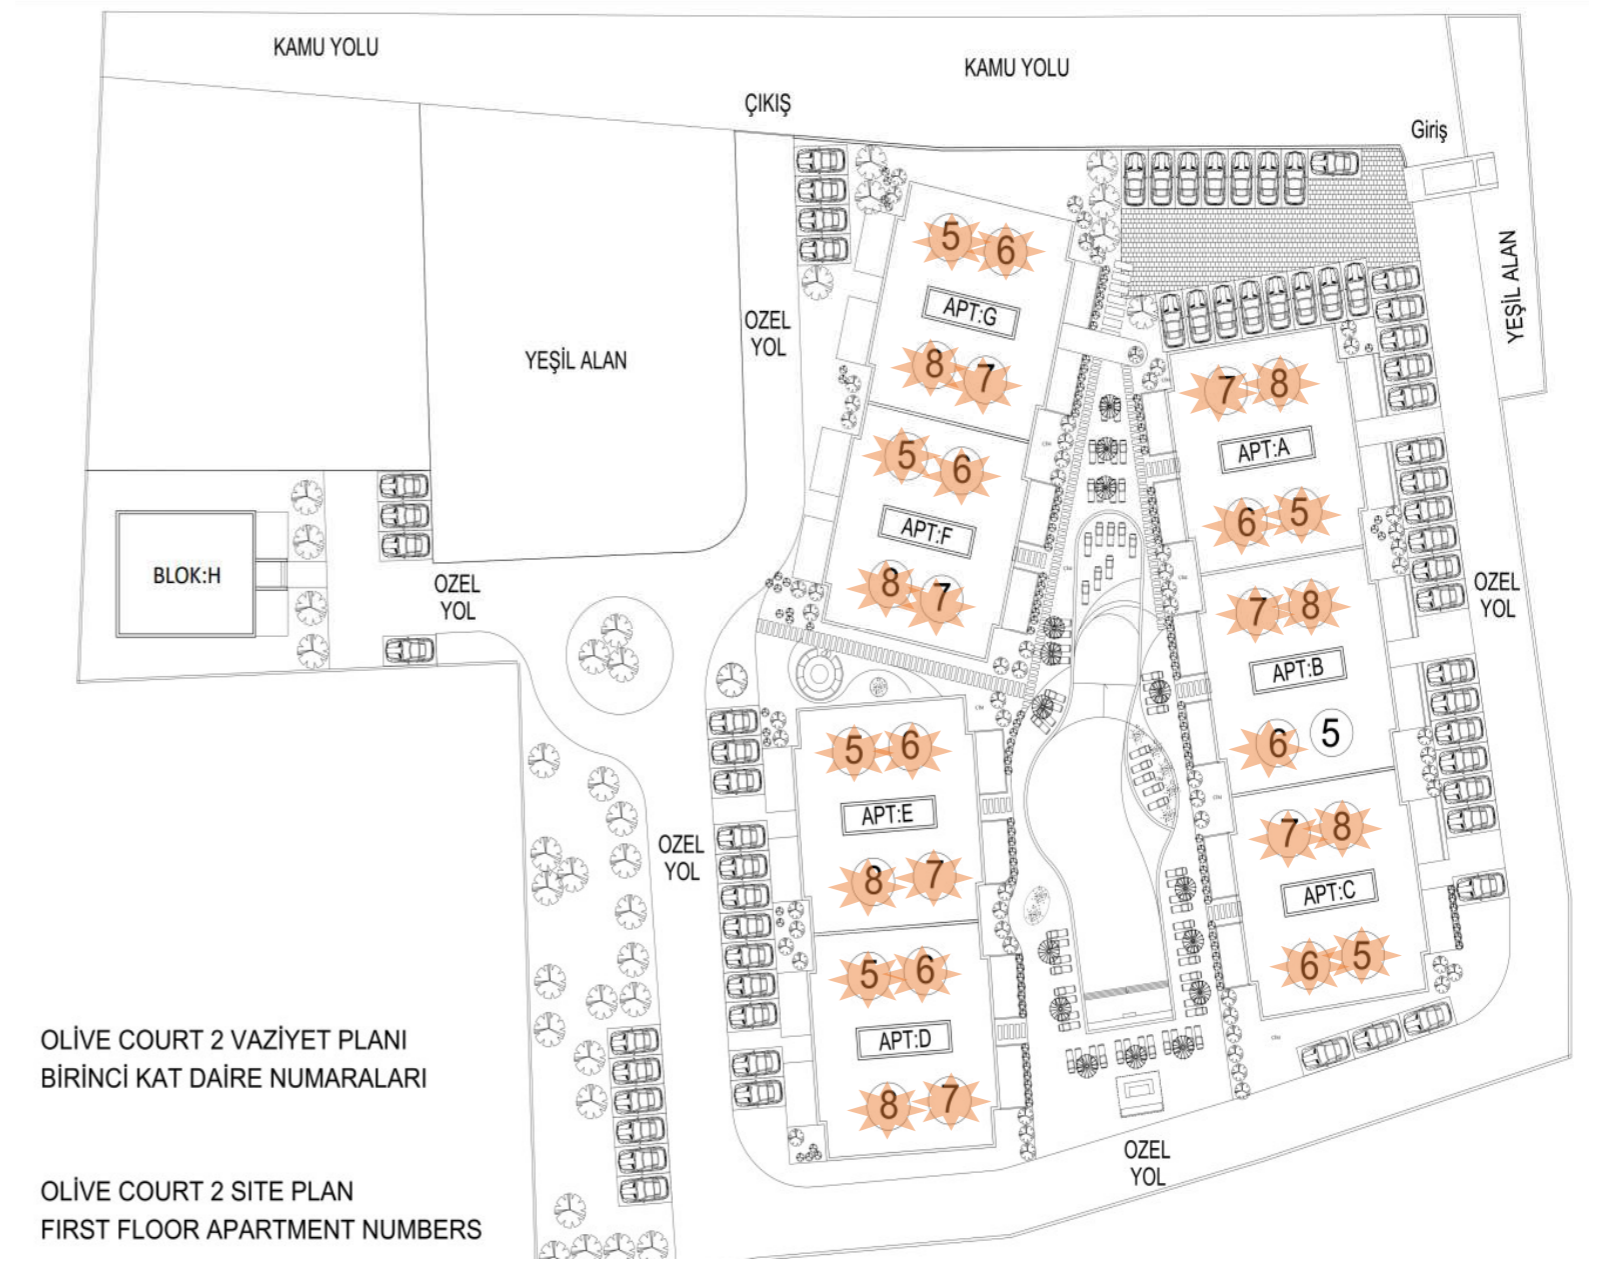 KAMU YOLU
KAMU YOLU
ÇIKIŞ
Giriş
YEŞİL ALAN
5
6
APT:G
8
7
OZEL
YOL
YEŞİL ALAN
7
8
APT:A
6
5
5
6
APT:F
8
7
BLOK:H
OZEL
YOL
OZEL
YOL
7
8
APT:B
6
5
5
6
APT:E
8
7
OZEL
YOL
7
8
APT:C
6
5
5
6
APT:D
8
7
OZEL
YOL
OLİVE COURT 2 VAZİYET PLANI
BİRİNCİ KAT DAİRE NUMARALARI
OLİVE COURT 2 SITE PLAN
FIRST FLOOR APARTMENT NUMBERS